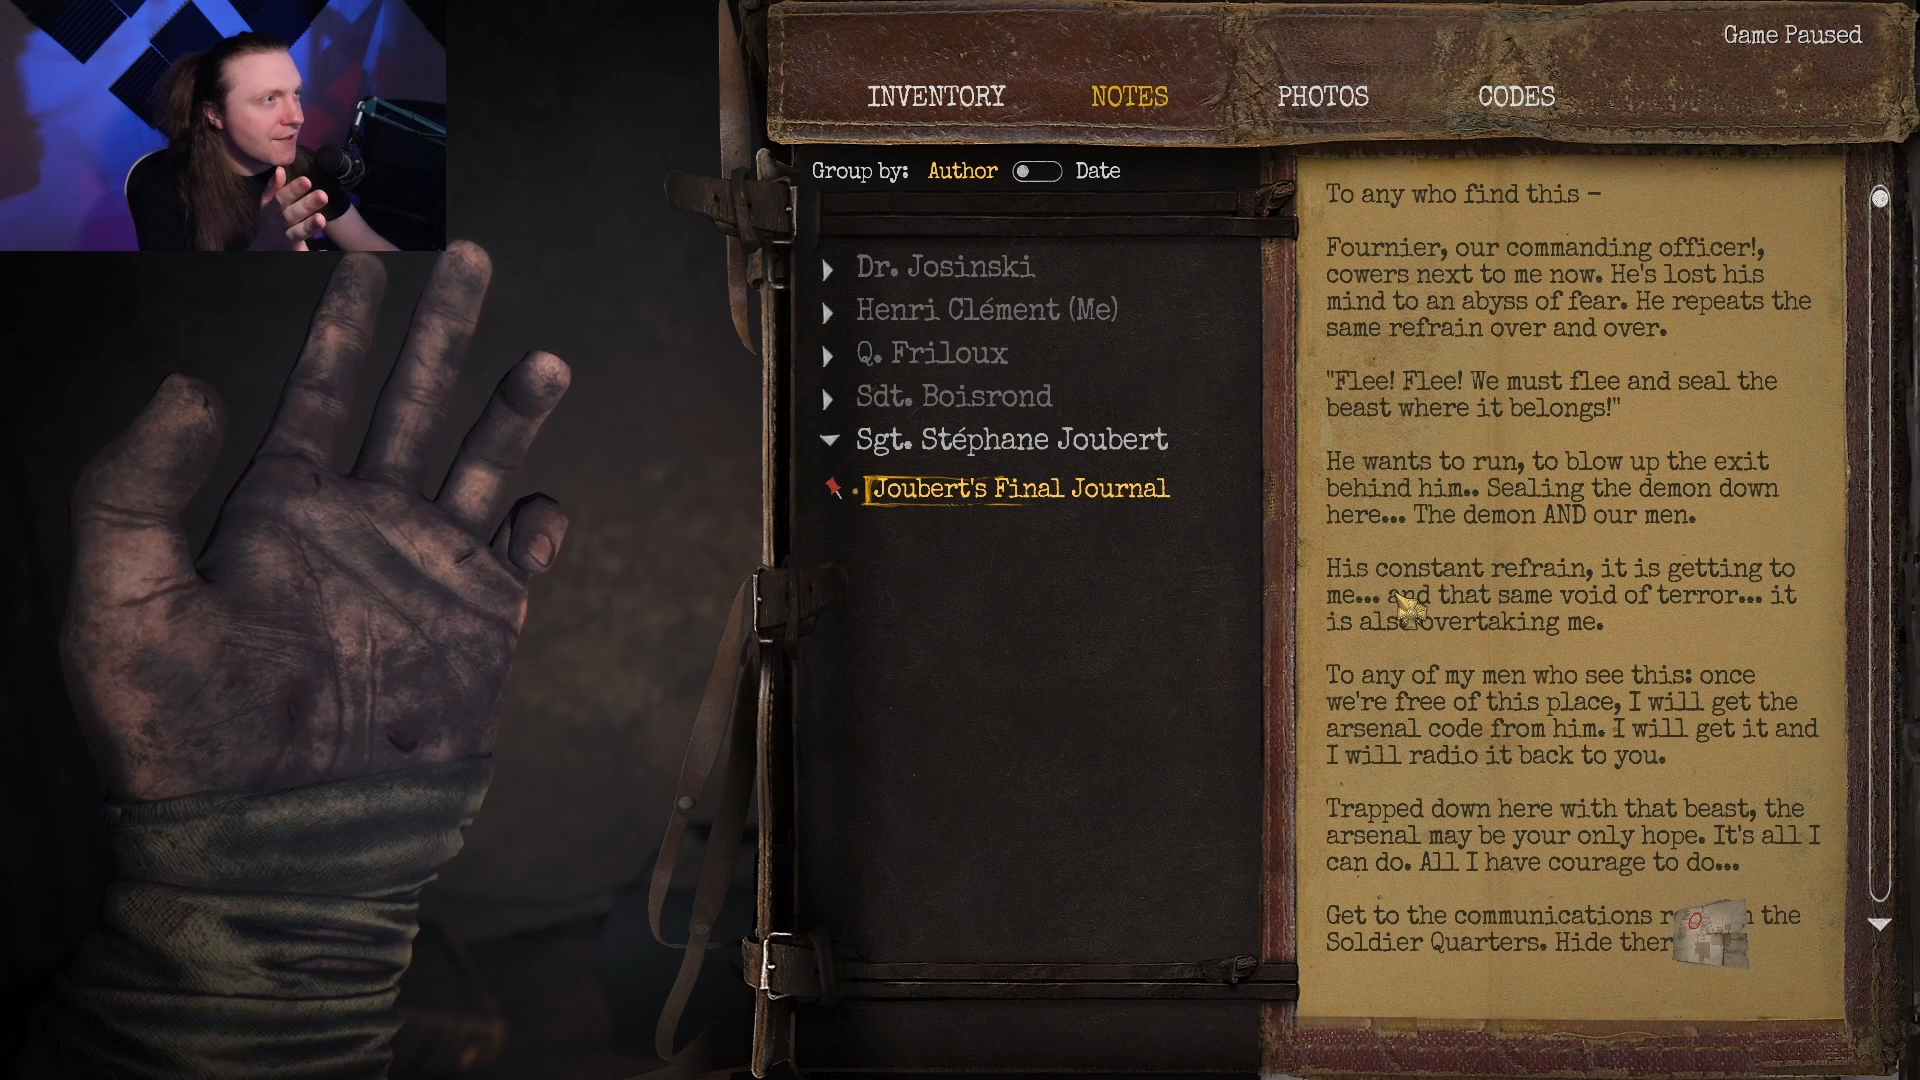 Game Paused
INVENTORY NOTES PHOTOS CODES
Group by: Author Date
Dr. Josinski
Henri Clément (Me)
Q. Friloux
Sdt. Boisrond
Sgt. Stéphane Joubert
Joubert's Final Journal
To any who find this —
Fournier, our commanding officer!,
cowers next to me now. He's lost his
mind to an abyss of fear. He repeats the
same refrain over and over.
"Flee! Flee! We must flee and seal the
beast where it belongs!"
He wants to run, to blow up the exit
behind him.. Sealing the demon down
here... The demon AND our men.
His constant refrain, it is getting to
me... and that same void of terror... it
is also overtaking me.
To any of my men who see this: once
we're free of this place, I will get the
arsenal code from him. I will get it and
I will radio it back to you.
Trapped down here with that beast, the
arsenal may be your only hope. It's all I
can do. All I have courage to do...
Get to the communications the
Soldier Quarters. Hide